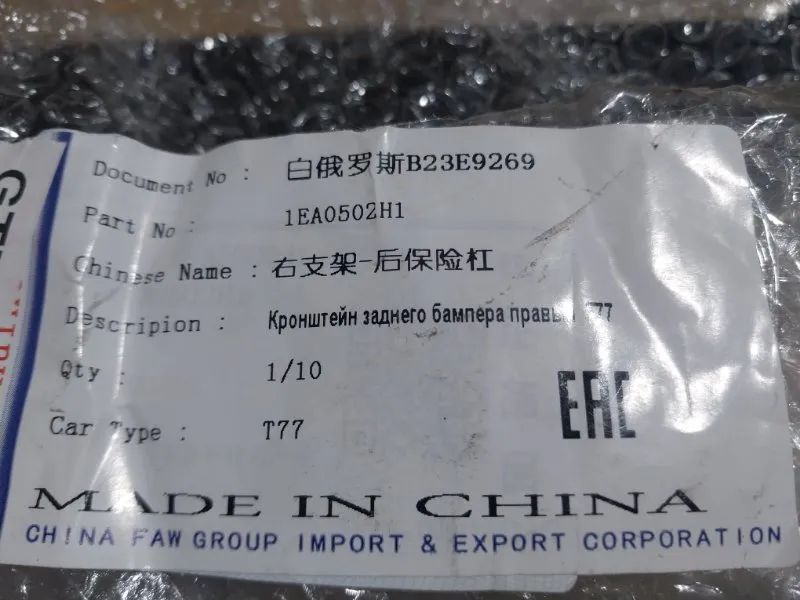 Document No : 白俄罗斯B23E9269
Part No : 1EA0502H1
Chinese Name : 右支架-后保险杠
Descripion : Кронштейн заднего бампера
Qty : 1/10
Car Type : T77
EAC
MADE IN CHINA
CHINA FAW GROUP IMPORT & EXPORT CORPORATION